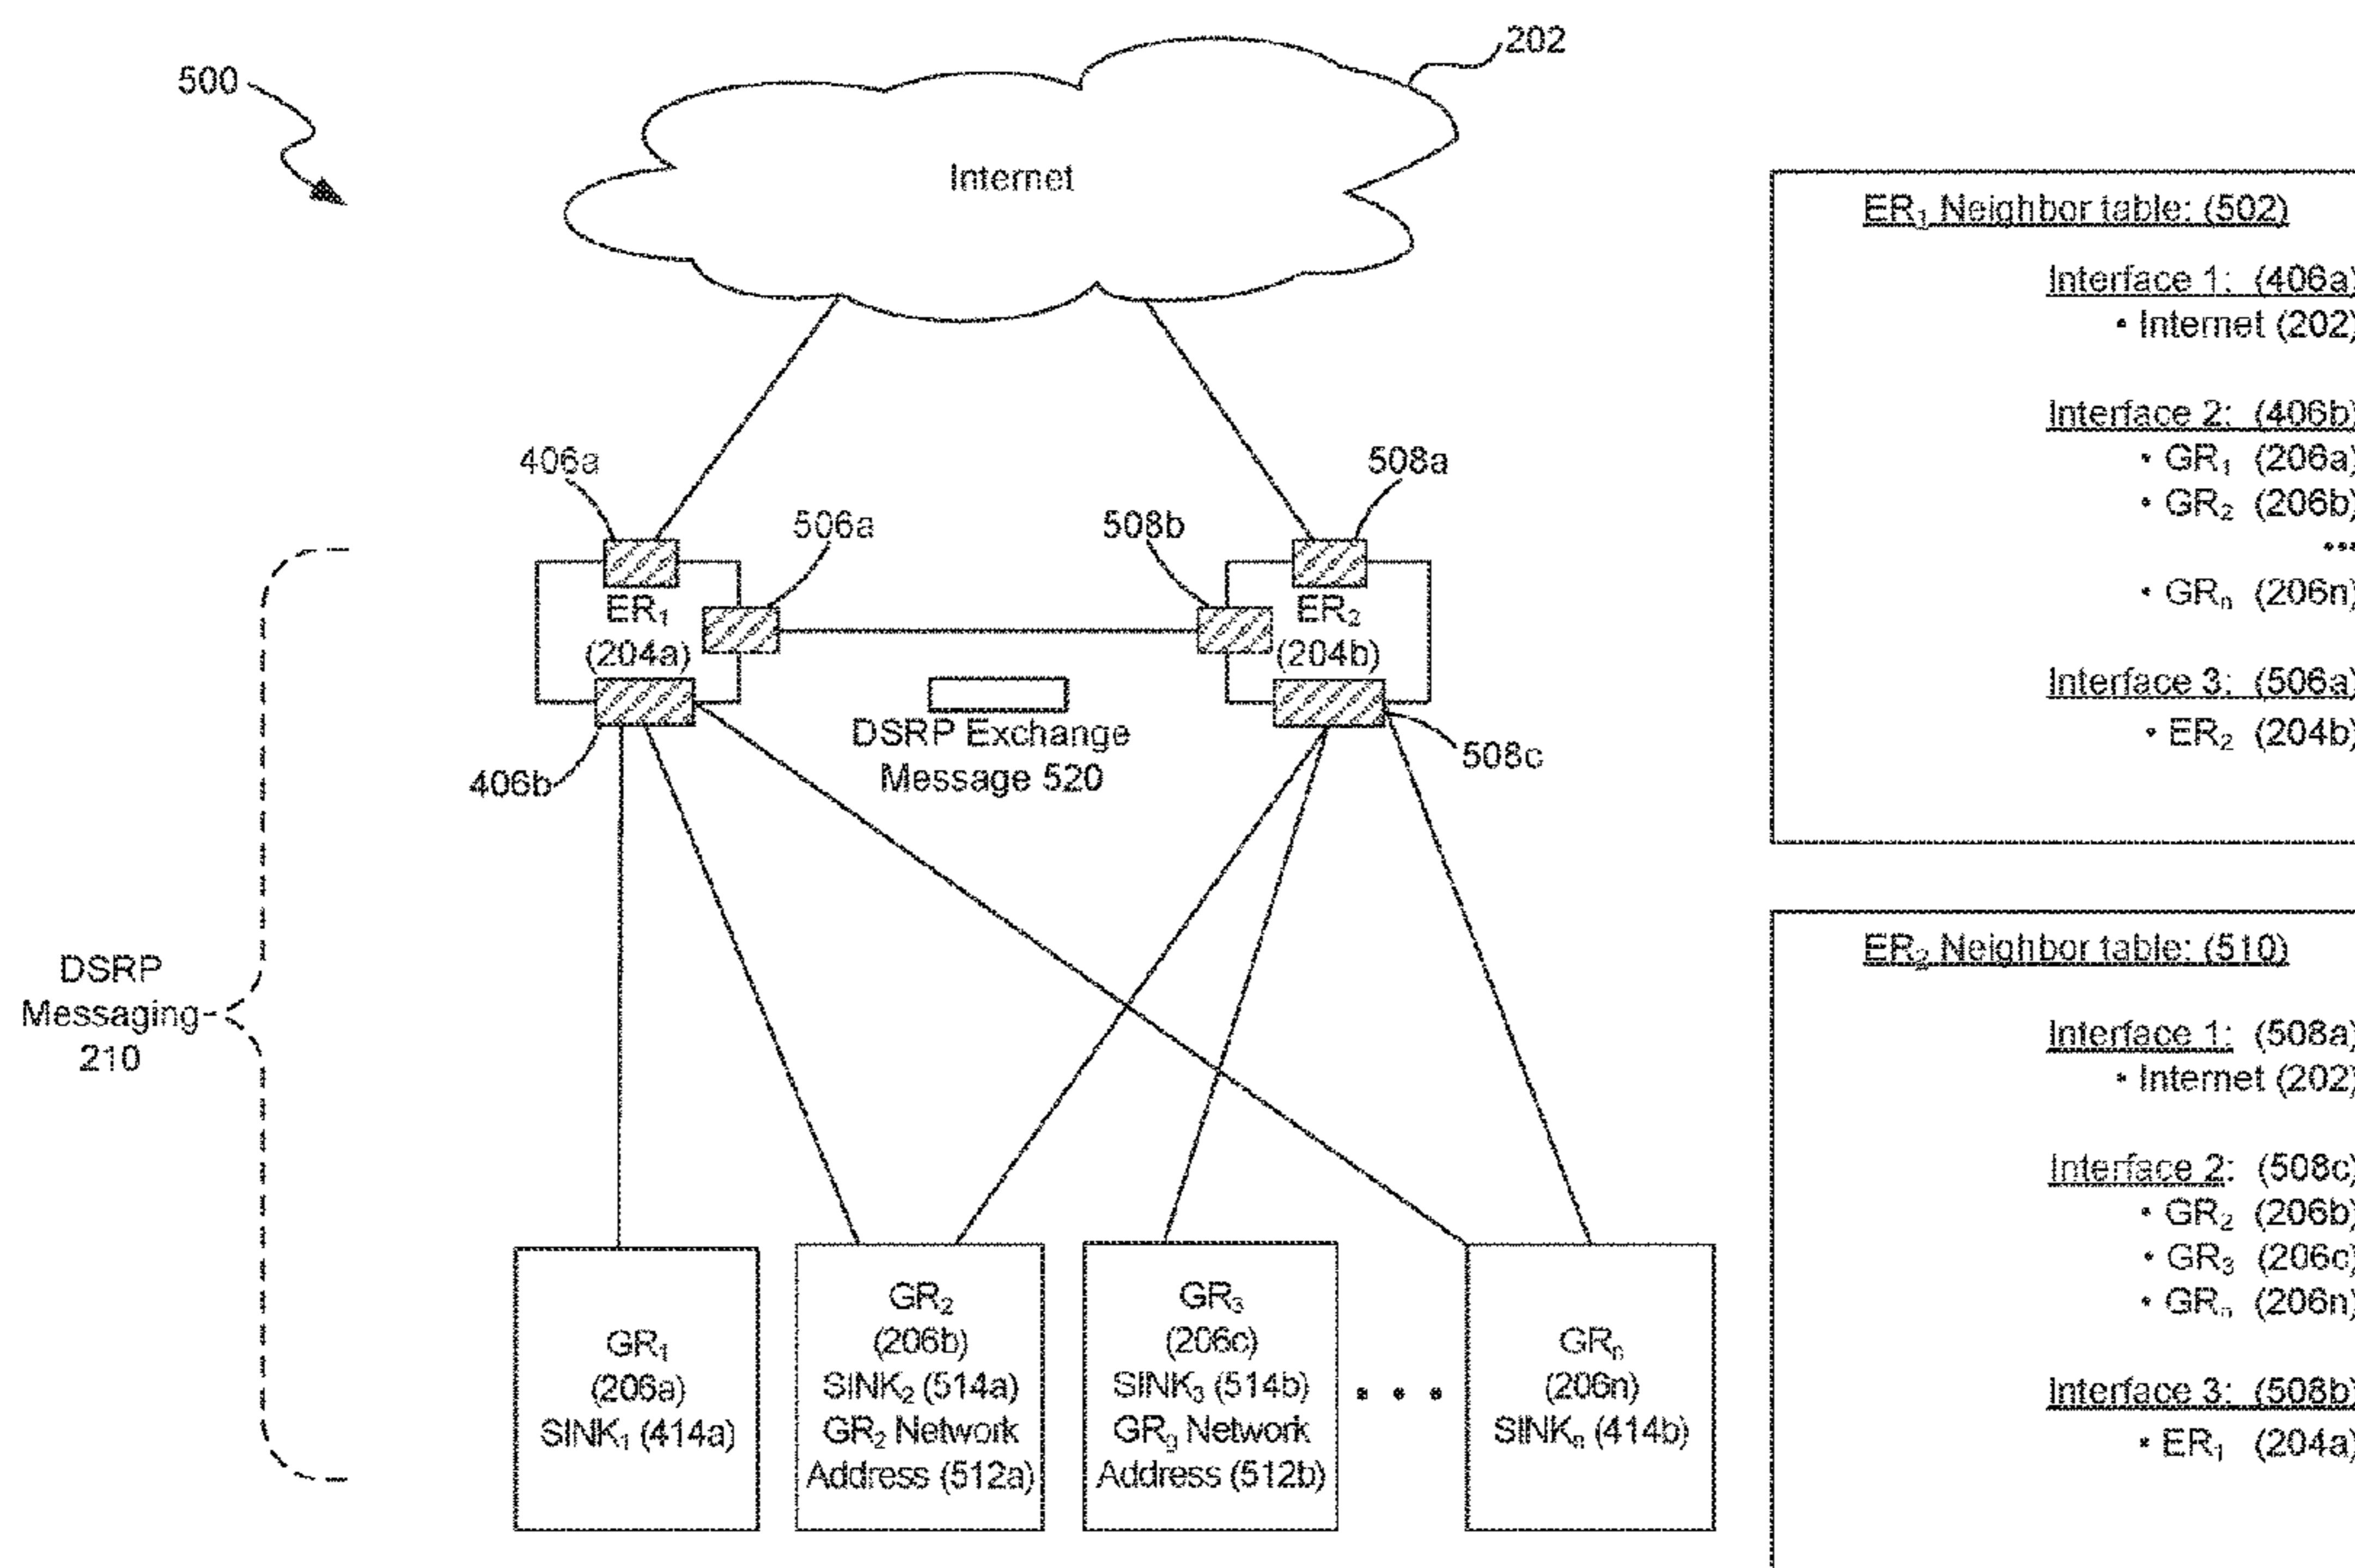 500
202
Internet
406a
506a
508b
508a
ER₁
(204a)
ER₂
(204b)
406b
DSRP Exchange
Message 520
508c
DSRP
Messaging
210
GR₁
(206a)
SINK₁ (414a)
GR₂
(206b)
SINK₂ (514a)
GR₂ Network
Address (512a)
GR₃
(206c)
SINK₃ (514b)
GRg Network
Address (512b)
• • •
GRₙ
(206n)
SINKₙ (414b)
ER₁ Neighbor table: (502)
Interface 1: (406a)
• Internet (202)
Interface 2: (406b)
• GR₁ (206a)
• GR₂ (206b)
•••
• GRₙ (206n)
Interface 3: (506a)
• ER₂ (204b)
ER₂ Neighbor table: (510)
Interface 1: (508a)
• Internet (202)
Interface 2: (508c)
• GR₂ (206b)
• GR₃ (206c)
• GRₙ (206n)
Interface 3: (508b)
• ER₁ (204a)